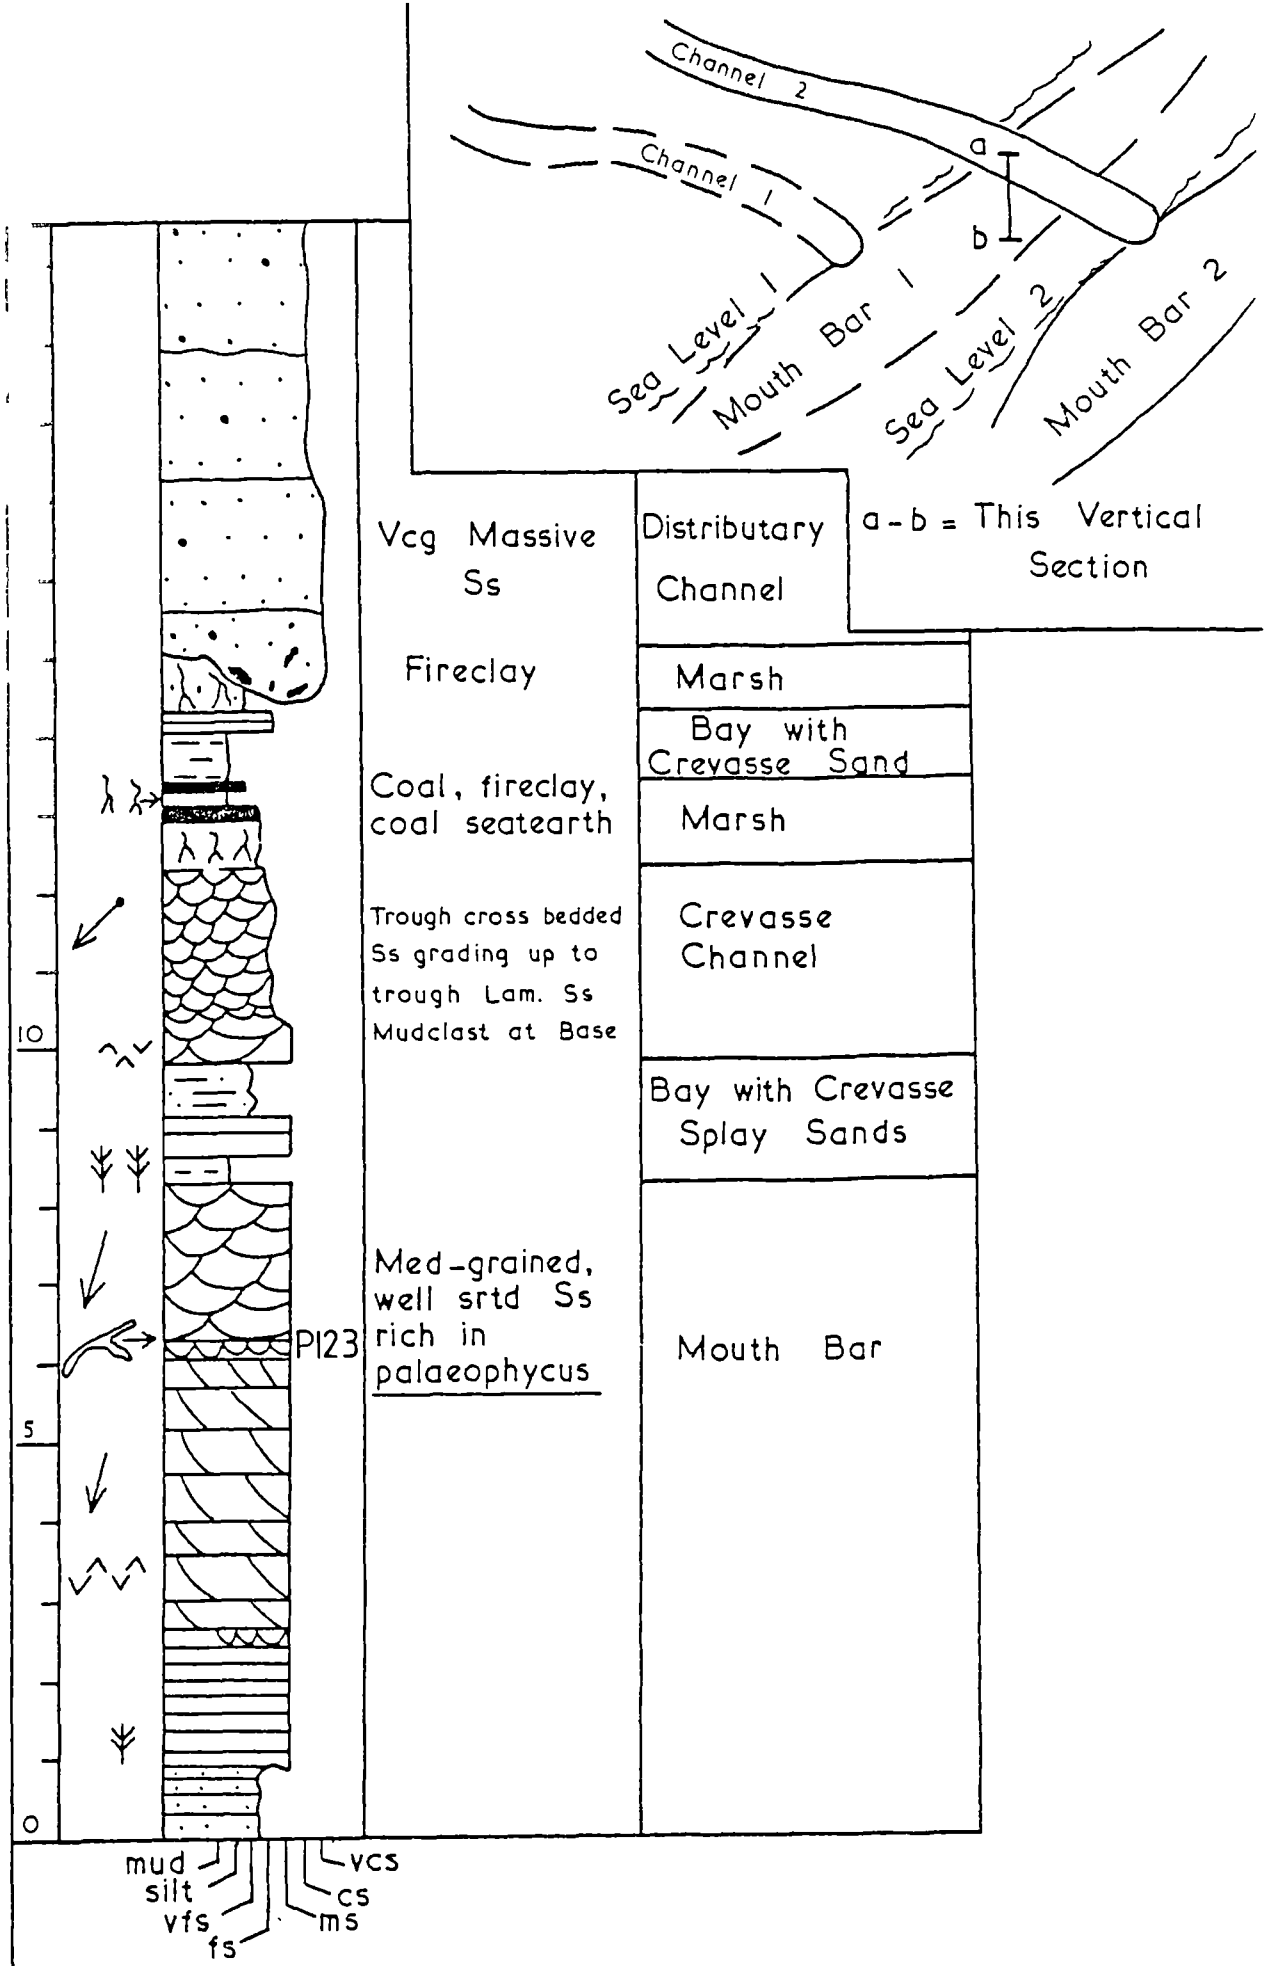 Channel 2
Channel 1
a
b
Sea Level 1
Mouth Bar 1
Sea Level 2
Mouth Bar 2
a-b = This Vertical
Section
Vcg Massive
Ss
Distributary
Channel
Fireclay
Marsh
Bay with
Crevasse Sand
Coal, fireclay,
coal seatearth
Marsh
Trough cross bedded
Ss grading up to
trough Lam. Ss
Mudclast at Base
Crevasse
Channel
10
Bay with Crevasse
Splay Sands
Med-grained,
well srtd Ss
rich in
palaeophycus
P123
Mouth Bar
5
0
mud
silt
vfs
fs
vcs
cs
ms